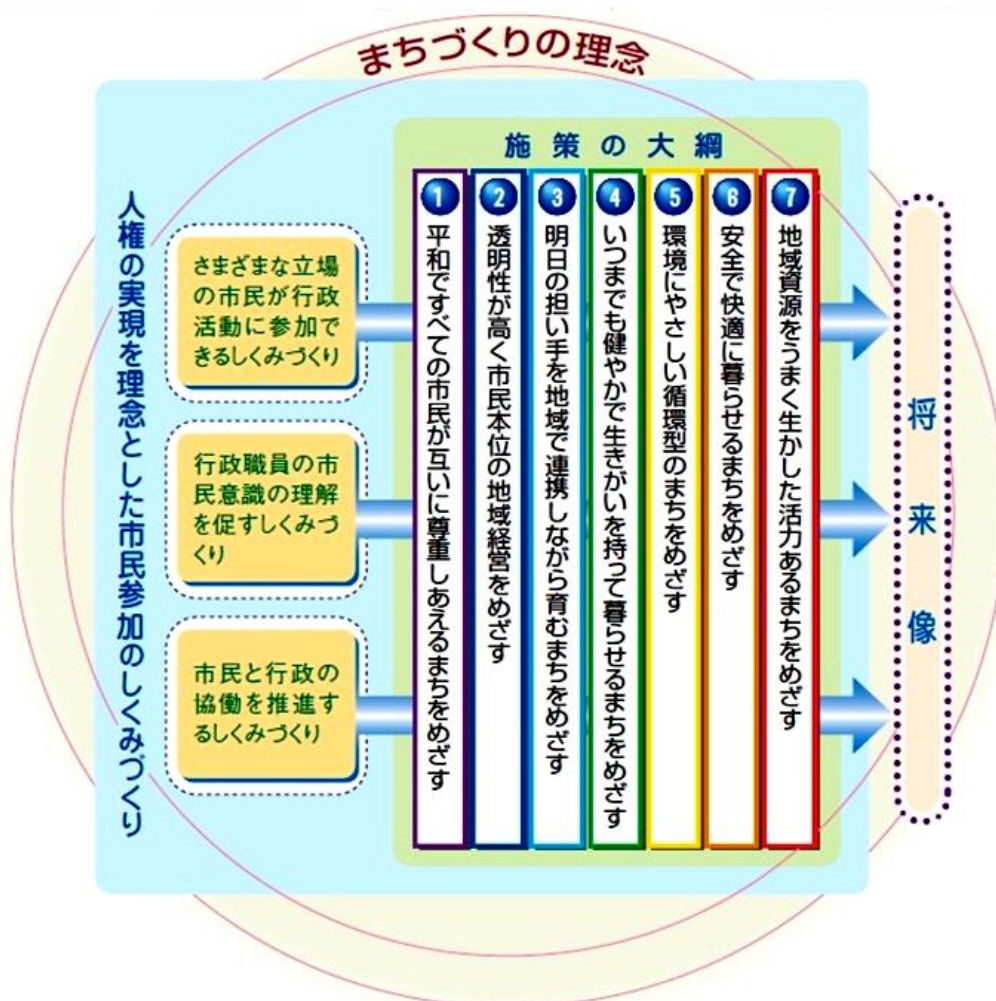 まちづくりの理念
人権の実現を理念とした市民参加のしくみづくり
さまざまな立場
の市民が行政
活動に参加で
きるしくみづくり
行政職員の市
民意識の理解
を促すしくみづ
くり
市民と行政の
協働を推進す
るしくみづくり
施策の大綱
1 平和ですべての市民が互いに尊重しあえるまちをめざす
2 透明性が高く市民本位の地域経営をめざす
3 明日の担い手を地域で連携しながら育むまちをめざす
4 いつまでも健やかで生きがいを持って暮らせるまちをめざす
5 環境にやさしい循環型のまちをめざす
6 安全で快適に暮らせるまちをめざす
7 地域資源をうまく生かした活力あるまちをめざす
将来像